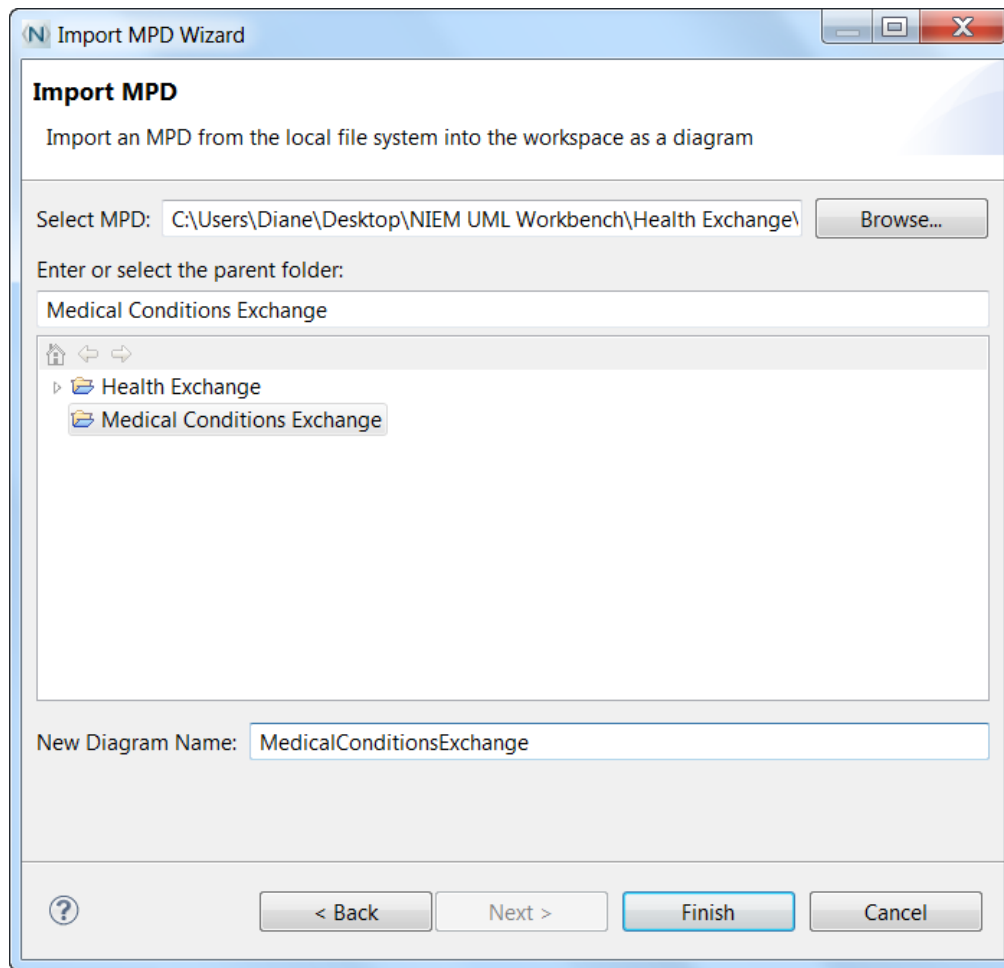 N Import MPD Wizard
Import MPD
Import an MPD from the local file system into the workspace as a diagram
Select MPD: C:\Users\Diane\Desktop\NIEM UML Workbench\Health Exchange\ Browse...
Enter or select the parent folder:
Medical Conditions Exchange
Health Exchange
Medical Conditions Exchange
New Diagram Name: MedicalConditionsExchange
? < Back Next > Finish Cancel